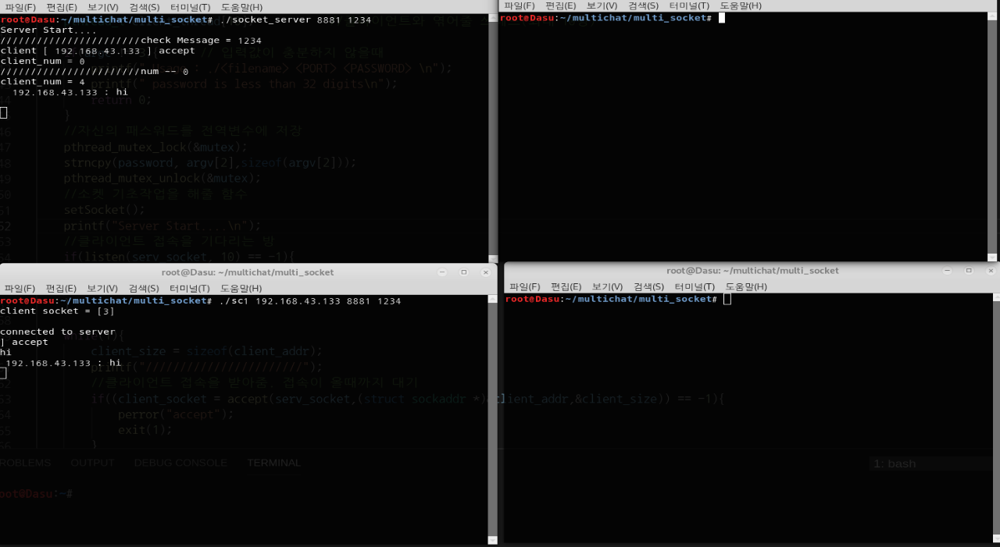 파일(F) 편집(E) 보기(V) 검색(S) 터미널(T) 도움말(H)
root@Dasu:~/multichat/multi_socket# ./socket_server 8881 1234
Server Start....
///////////////////////check Message = 1234
client [ 192.168.43.133 ] accept
client_num = 0
///////////////////////num -- 0
client_num = 4
192.168.43.133 : hi
// 입력값이 충분하지 않을때
: ./<filename> <PORT> <PASSWORD> \n");
printf(" password is less than 32 digits\n");
44 return 0;
}
46 //자신의 패스워드를 전역변수에 저장
47 pthread_mutex_lock(&mutex);
48 strncpy(password, argv[2],sizeof(argv[2]));
49 pthread_mutex_unlock(&mutex);
50 //소켓 기초작업을 해줄 함수
51 setSocket();
52 printf("Server Start....\n");
53 //클라이언트 접속을 기다리는 방
54 if(listen(serv_socket, 10) == -1){
파일(F) 편집(E) 보기(V) 검색(S) 터미널(T) 도움말(H)
root@Dasu:~/multichat/multi_socket#
root@Dasu: ~/multichat/multi_socket
파일(F) 편집(E) 보기(V) 검색(S) 터미널(T) 도움말(H)
root@Dasu:~/multichat/multi_socket# ./sc1 192.168.43.133 8881 1234
client socket = [3]
connected to server
] accept
hi
192.168.43.133 : hi
client_size = sizeof(client_addr);
printf("///////////////////////");
//클라이언트 접속을 받아줌. 접속이 올때까지 대기
63 if((client_socket = accept(serv_socket,(struct sockaddr *)&client_addr,&client_size)) == -1){
64 perror("accept");
65 exit(1);
66 }
PROBLEMS OUTPUT DEBUG CONSOLE TERMINAL
1: bash
root@Dasu:~#
root@Dasu: ~/multichat/multi_socket
파일(F) 편집(E) 보기(V) 검색(S) 터미널(T) 도움말(H)
root@Dasu:~/multichat/multi_socket#